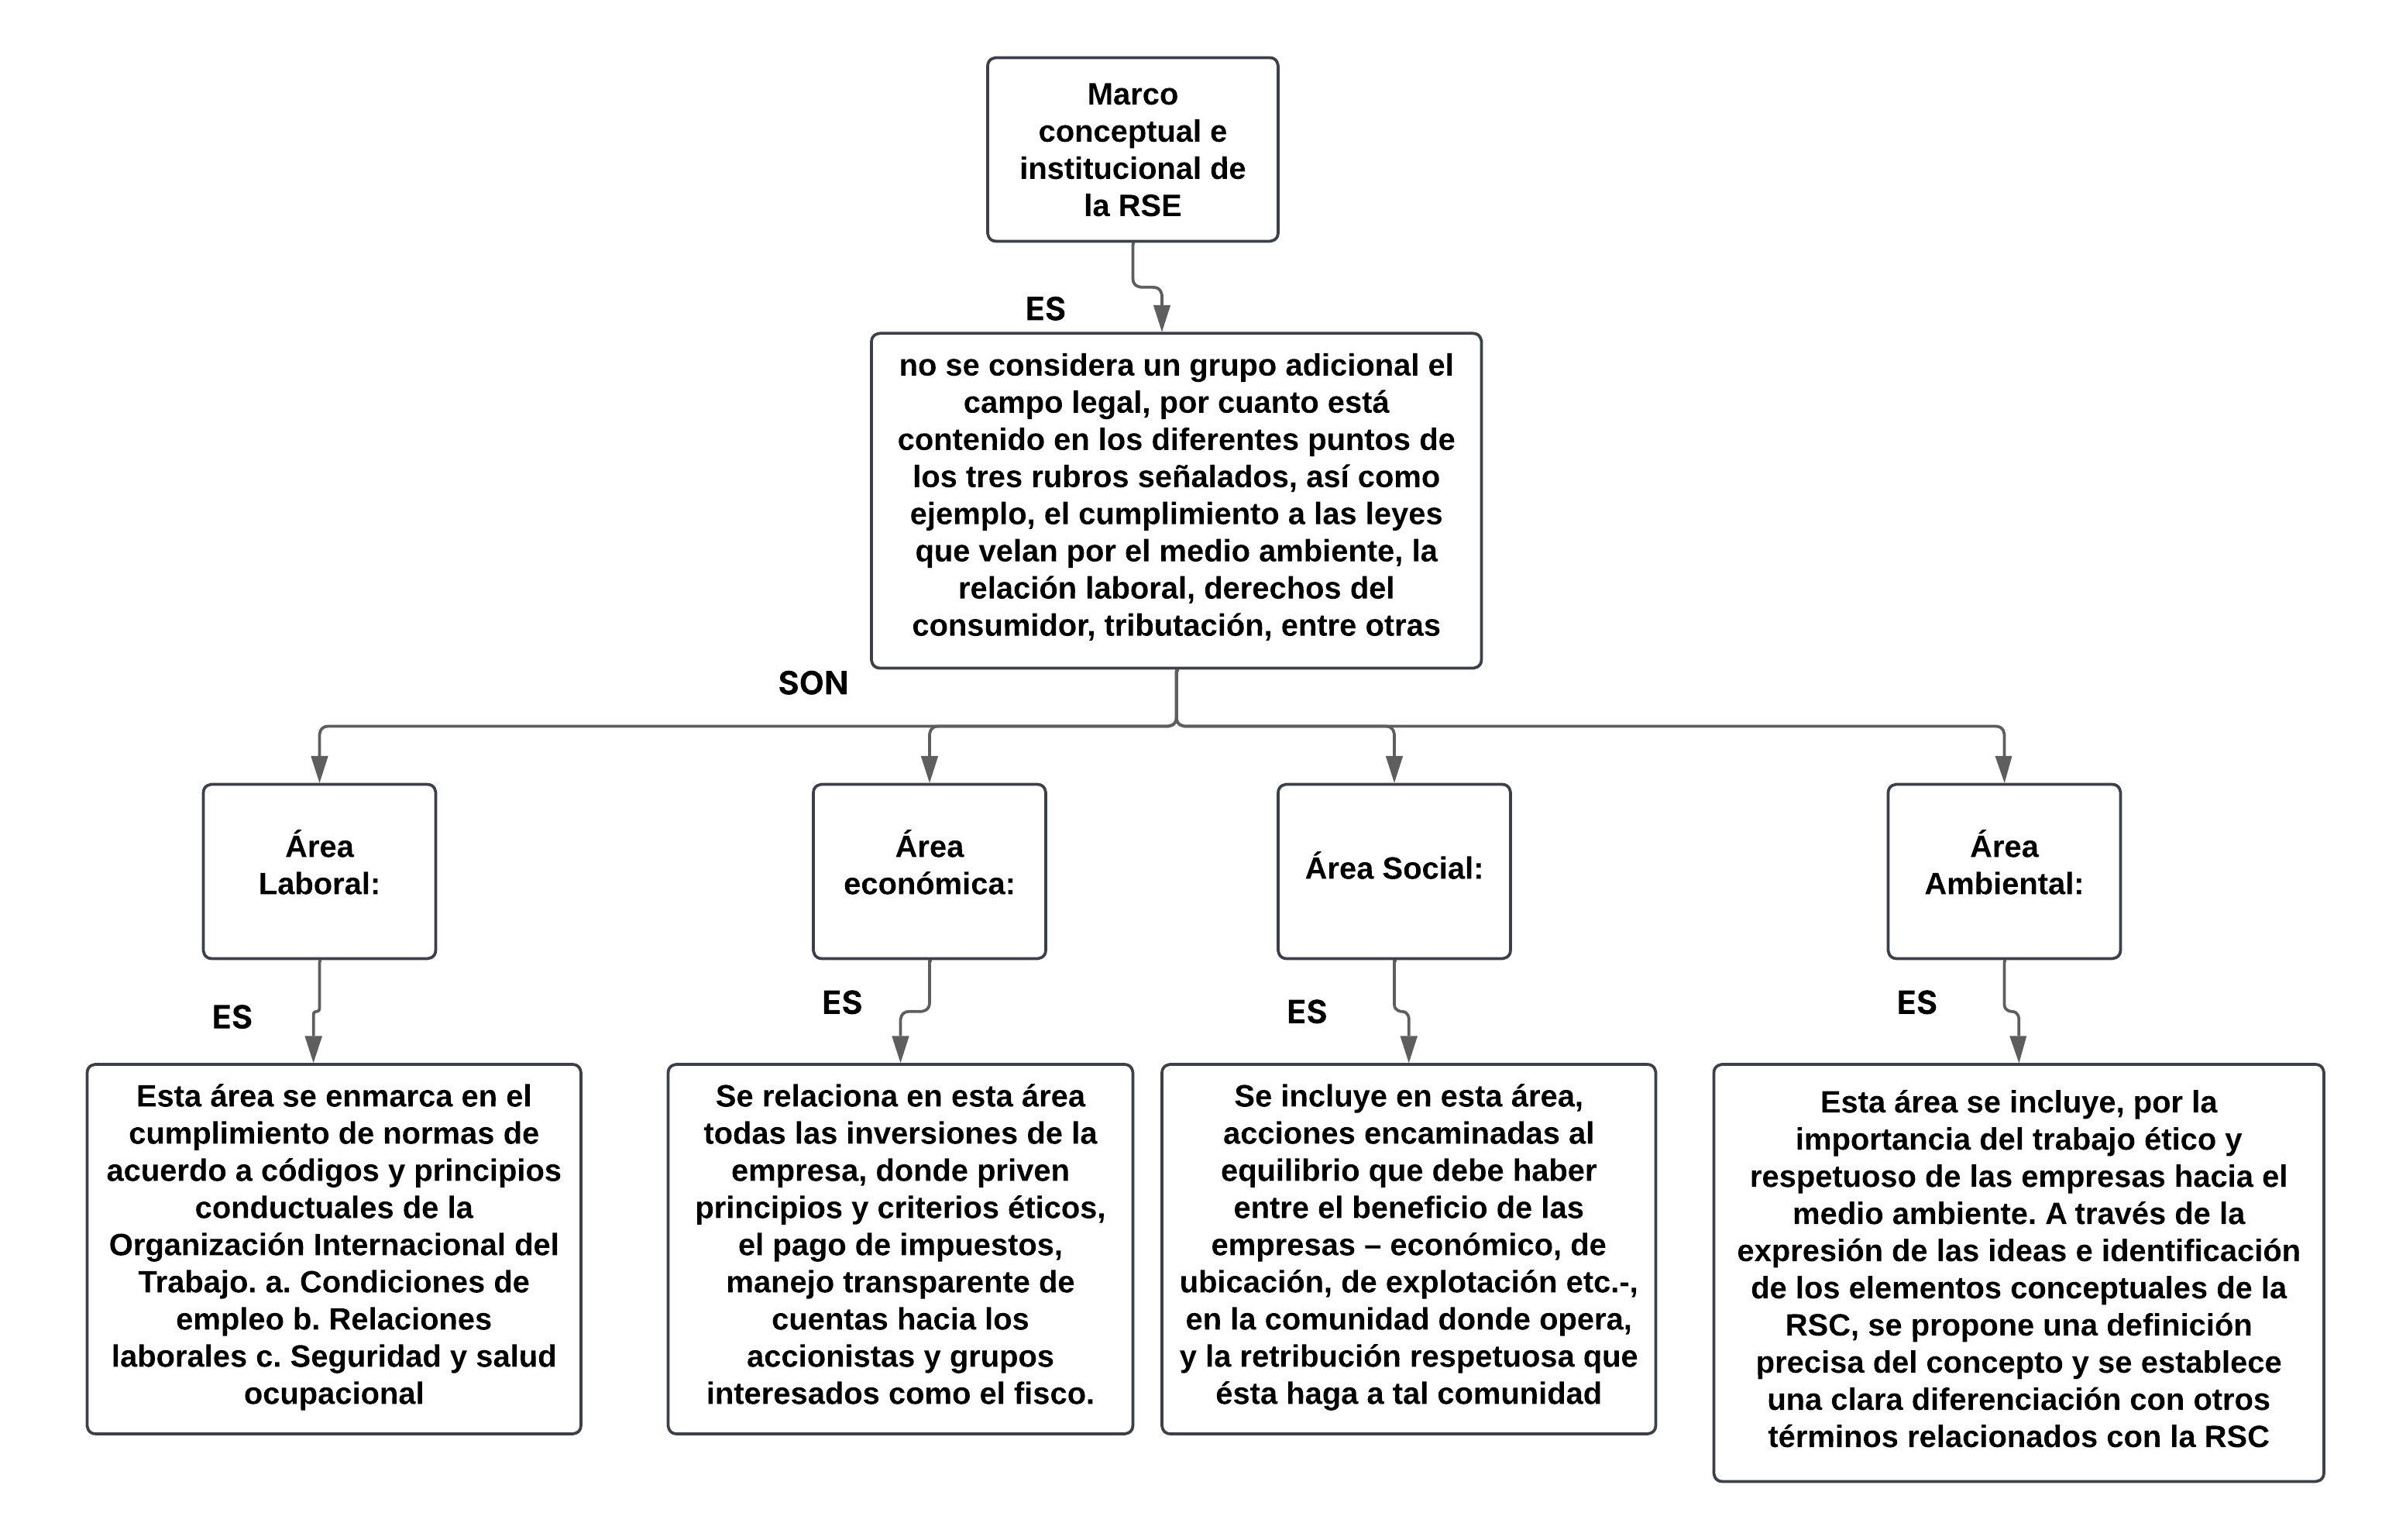 Marco
conceptual e
institucional de
la RSE
ES
no se considera un grupo adicional el
campo legal, por cuanto está
contenido en los diferentes puntos de
los tres rubros señalados, así como
ejemplo, el cumplimiento a las leyes
que velan por el medio ambiente, la
relación laboral, derechos del
consumidor, tributación, entre otras
SON
Área
Laboral:
Área
económica:
Área Social:
Área
Ambiental:
ES
ES
ES
ES
Esta área se enmarca en el
cumplimiento de normas de
acuerdo a códigos y principios
conductuales de la
Organización Internacional del
Trabajo. a. Condiciones de
empleo b. Relaciones
laborales c. Seguridad y salud
ocupacional
Se relaciona en esta área
todas las inversiones de la
empresa, donde priven
principios y criterios éticos,
el pago de impuestos,
manejo transparente de
cuentas hacia los
accionistas y grupos
interesados como el fisco.
Se incluye en esta área,
acciones encaminadas al
equilibrio que debe haber
entre el beneficio de las
empresas – económico, de
ubicación, de explotación etc.-,
en la comunidad donde opera,
y la retribución respetuosa que
ésta haga a tal comunidad
Esta área se incluye, por la
importancia del trabajo ético y
respetuoso de las empresas hacia el
medio ambiente. A través de la
expresión de las ideas e identificación
de los elementos conceptuales de la
RSC, se propone una definición
precisa del concepto y se establece
una clara diferenciación con otros
términos relacionados con la RSC